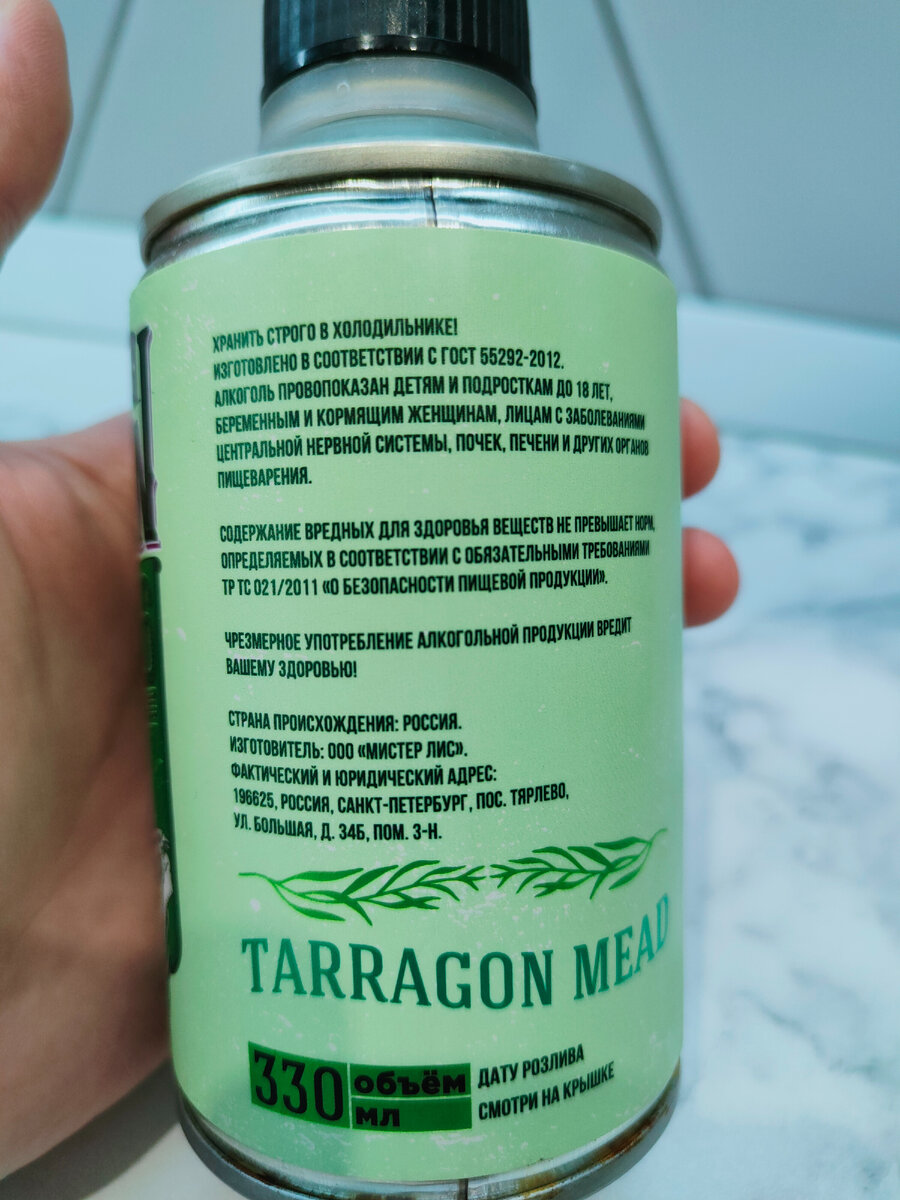 ХРАНИТЬ СТРОГО В ХОЛОДИЛЬНИКЕ!
ИЗГОТОВЛЕНО В СООТВЕТСТВИИ С ГОСТ 55292-2012.
АЛКОГОЛЬ ПРОВОПОКАЗАН ДЕТЯМ И ПОДРОСТКАМ ДО 18 ЛЕТ,
БЕРЕМЕННЫМ И КОРМЯЩИМ ЖЕНЩИНАМ, ЛИЦАМ С ЗАБОЛЕВАНИЯМИ
ЦЕНТРАЛЬНОЙ НЕРВНОЙ СИСТЕМЫ, ПОЧЕК, ПЕЧЕНИ И ДРУГИХ ОРГАНОВ
ПИЩЕВАРЕНИЯ.
СОДЕРЖАНИЕ ВРЕДНЫХ ДЛЯ ЗДОРОВЬЯ ВЕЩЕСТВ НЕ ПРЕВЫШАЕТ НОРМ,
ОПРЕДЕЛЯЕМЫХ В СООТВЕТСТВИИ С ОБЯЗАТЕЛЬНЫМИ ТРЕБОВАНИЯМИ
ТР ТС 021/2011 «О БЕЗОПАСНОСТИ ПИЩЕВОЙ ПРОДУКЦИИ».
ЧРЕЗМЕРНОЕ УПОТРЕБЛЕНИЕ АЛКОГОЛЬНОЙ ПРОДУКЦИИ ВРЕДИТ
ВАШЕМУ ЗДОРОВЬЮ!
СТРАНА ПРОИСХОЖДЕНИЯ: РОССИЯ.
ИЗГОТОВИТЕЛЬ: ООО «МИСТЕР ЛИС».
ФАКТИЧЕСКИЙ И ЮРИДИЧЕСКИЙ АДРЕС:
196625, РОССИЯ, САНКТ-ПЕТЕРБУРГ, ПОС. ТЯРЛЕВО,
УЛ. БОЛЬШАЯ, Д. 34Б, ПОМ. 3-Н.
TARRAGON MEAD
330 объём мл
ДАТУ РОЗЛИВА
СМОТРИ НА КРЫШКЕ